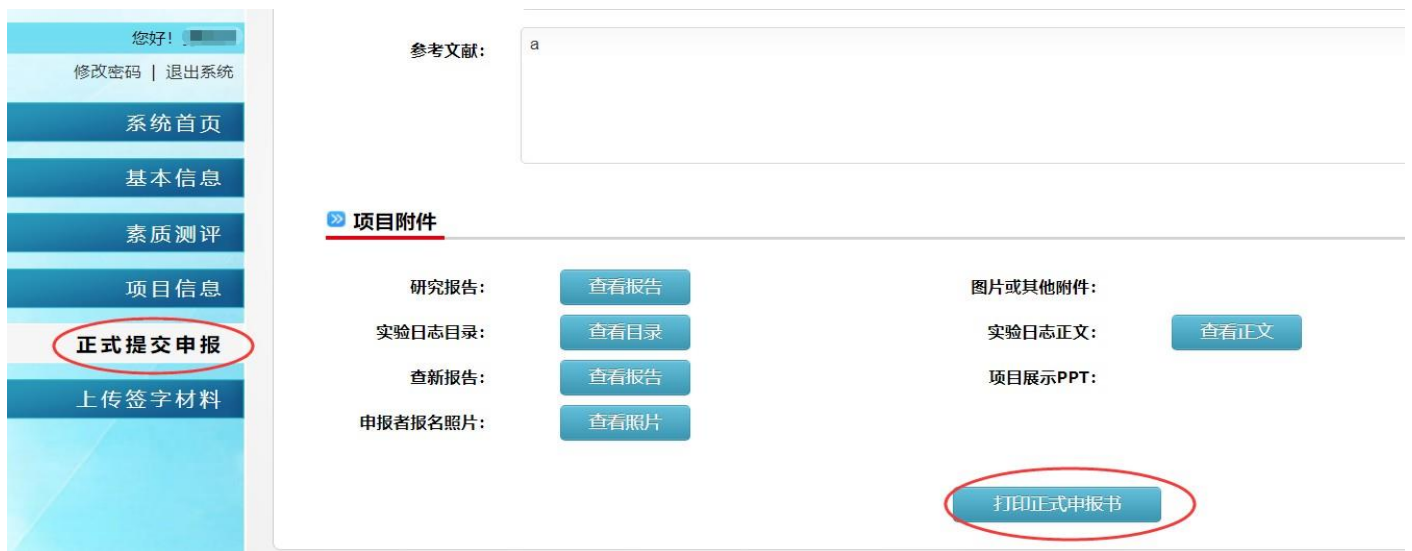 您好！
修改密码 | 退出系统
系统首页
基本信息
素质测评
项目信息
正式提交申报
上传签字材料
参考文献：
a
项目附件
研究报告： 查看报告 图片或其他附件：
实验日志目录： 查看目录 实验日志正文： 查看正文
查新报告： 查看报告 项目展示PPT：
申报者报名照片： 查看照片
打印正式申报书